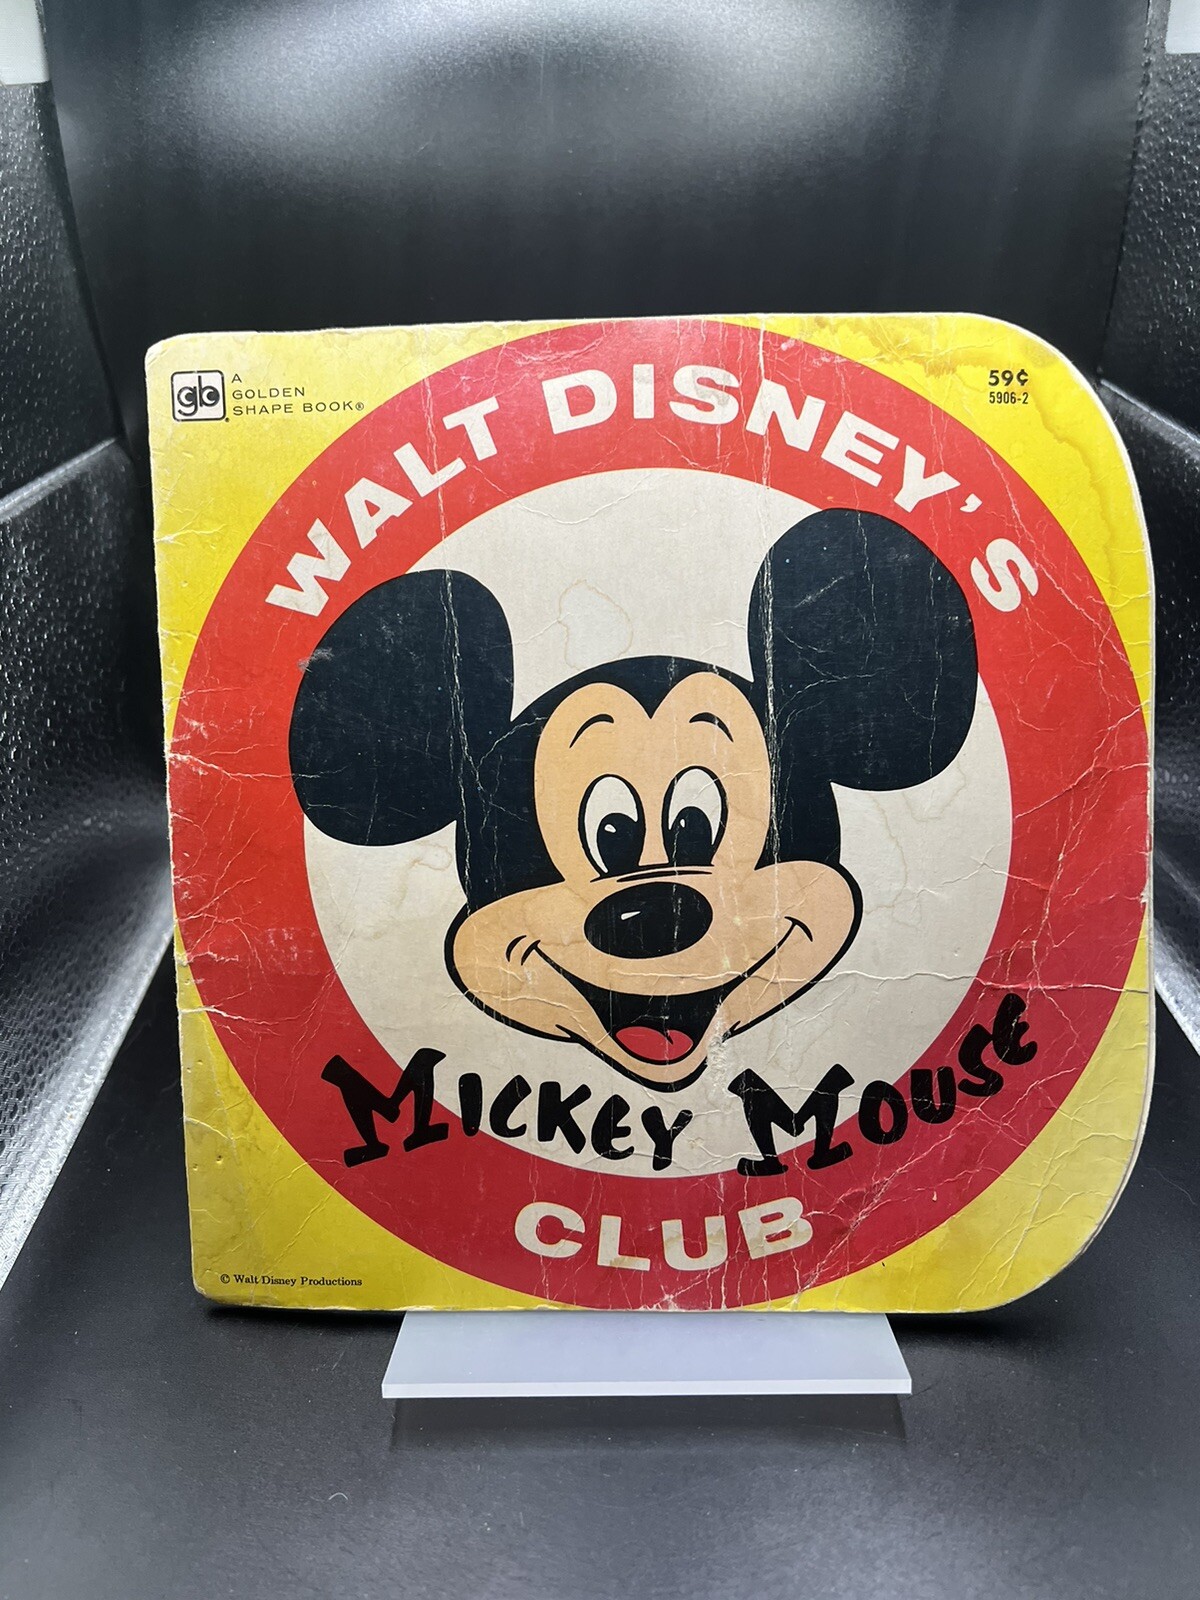 gb
A
GOLDEN
SHAPE BOOK®
59¢
5906-2
WALT DISNEY'S
MICKEY MOUSE
CLUB
© Walt Disney Productions